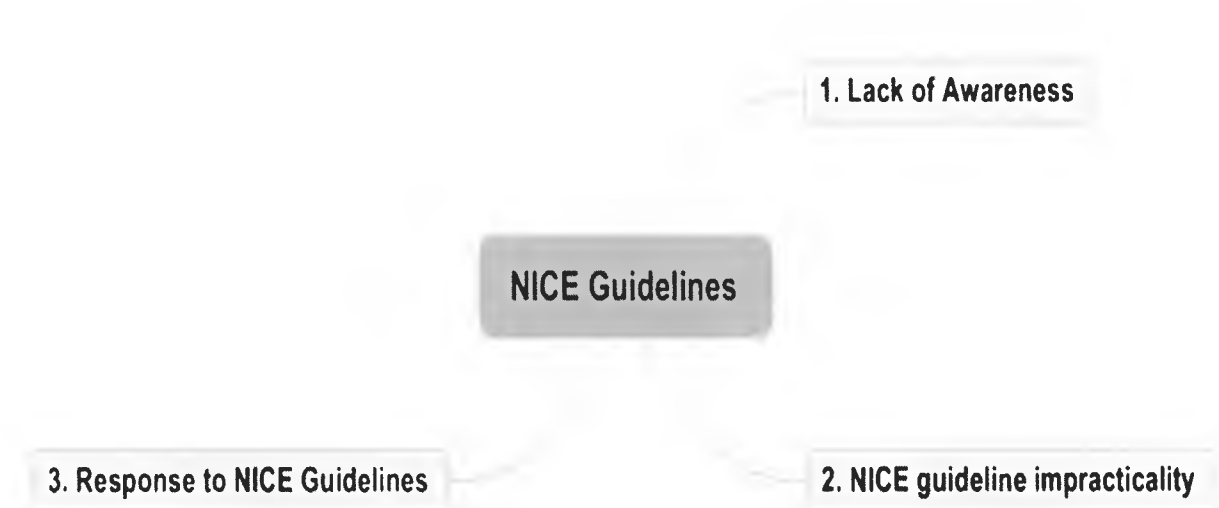 1. Lack of Awareness
NICE Guidelines
3. Response to NICE Guidelines
2. NICE guideline impracticality